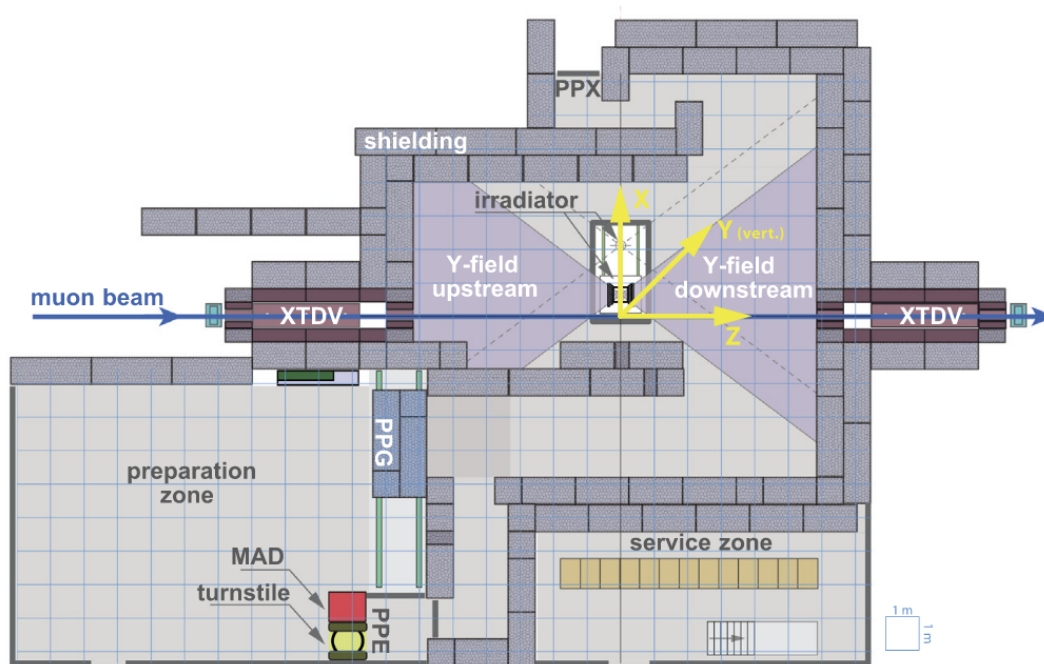 PPX
shielding
irradiator
X
Y (vert.)
Y-field
upstream
Y-field
downstream
muon beam
XTDV
XTDV
Z
PPG
preparation
zone
service zone
MAD
turnstile
PPE
1 m
1 m